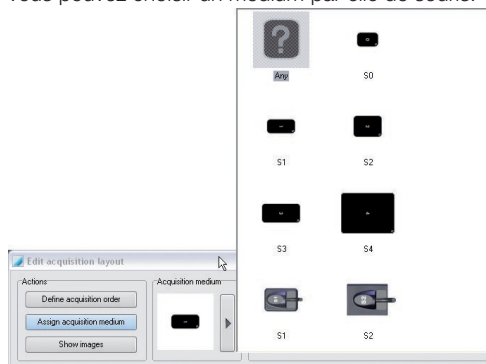 Vous pouvez choisir un médium par clic de souris.
Any
S0
S1
S2
S3
S4
S1
S2
Edit acquisition layout
Actions
Define acquisition order
Assign acquisition medium
Show images
Acquisition medium